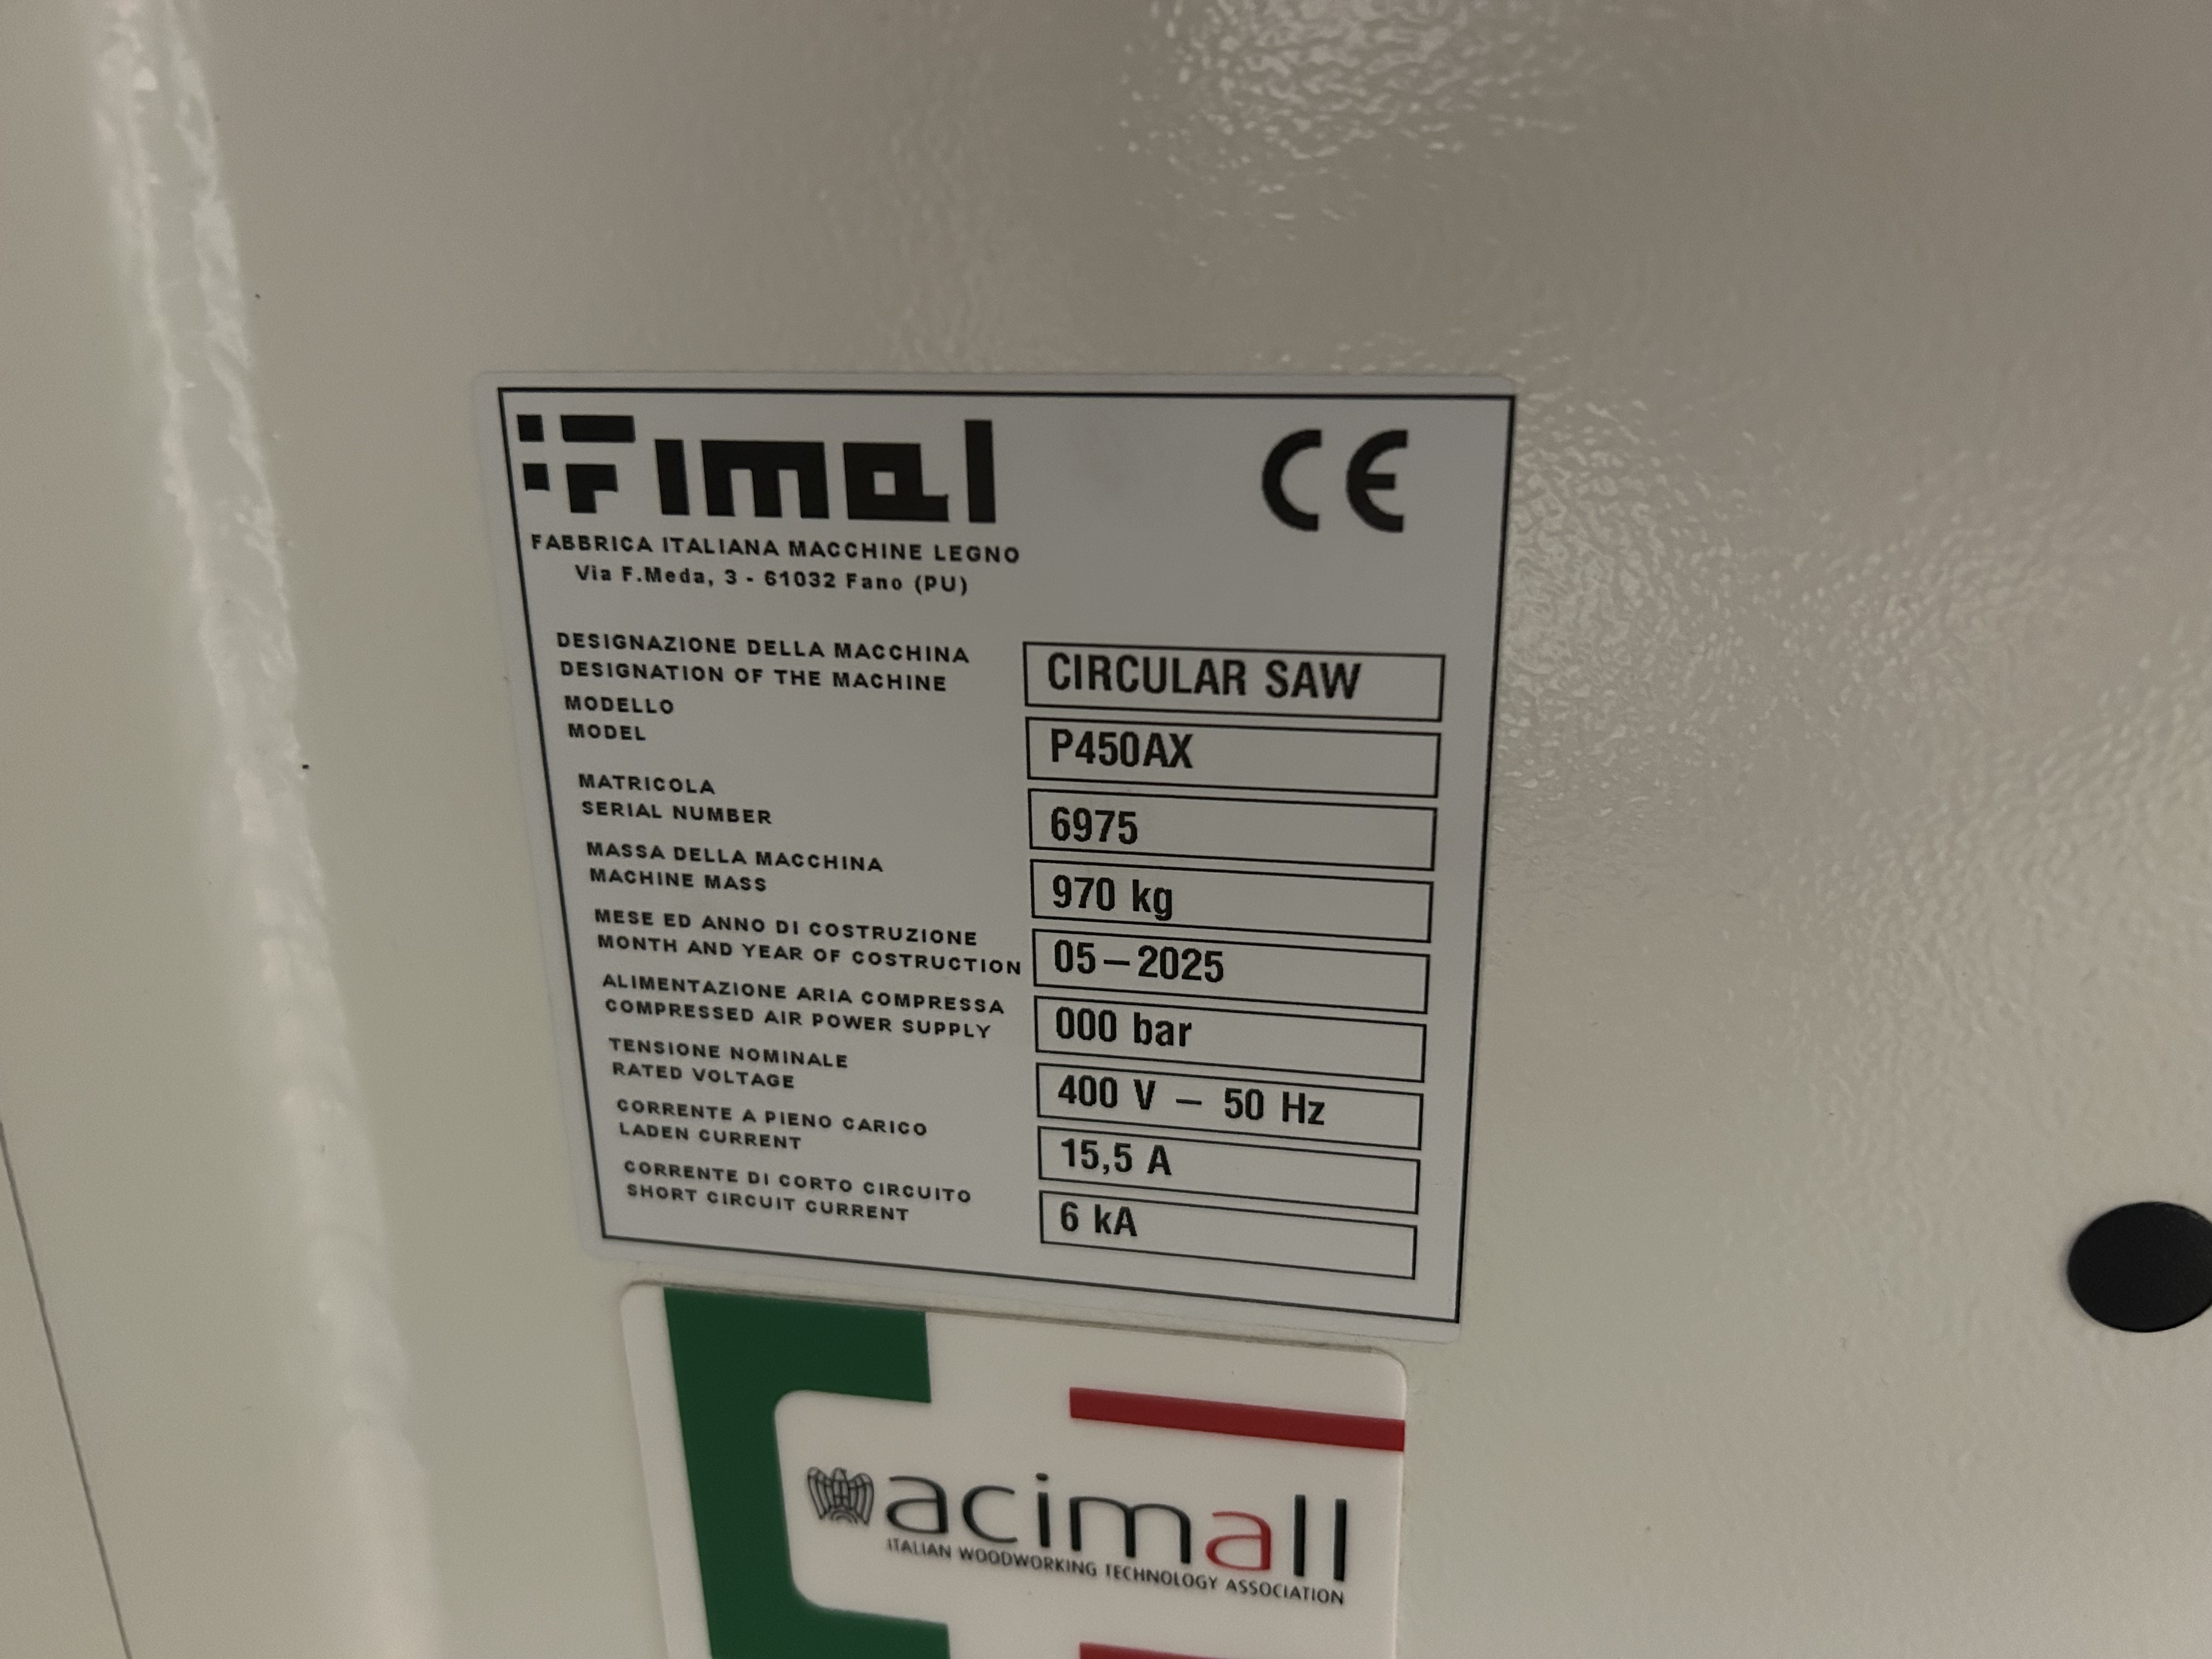 Fimal
CE
FABBRICA ITALIANA MACCHINE LEGNO
Via F.Meda, 3 - 61032 Fano (PU)
DESIGNAZIONE DELLA MACCHINA
DESIGNATION OF THE MACHINE
CIRCULAR SAW
MODELLO
MODEL
P450AX
MATRICOLA
SERIAL NUMBER
6975
MASSA DELLA MACCHINA
MACHINE MASS
970 kg
MESE ED ANNO DI COSTRUZIONE
MONTH AND YEAR OF COSTRUCTION
05–2025
ALIMENTAZIONE ARIA COMPRESSA
COMPRESSED AIR POWER SUPPLY
000 bar
TENSIONE NOMINALE
RATED VOLTAGE
400 V – 50 Hz
CORRENTE A PIENO CARICO
LADEN CURRENT
15,5 A
CORRENTE DI CORTO CIRCUITO
SHORT CIRCUIT CURRENT
6 kA
acimall
ITALIAN WOODWORKING TECHNOLOGY ASSOCIATION